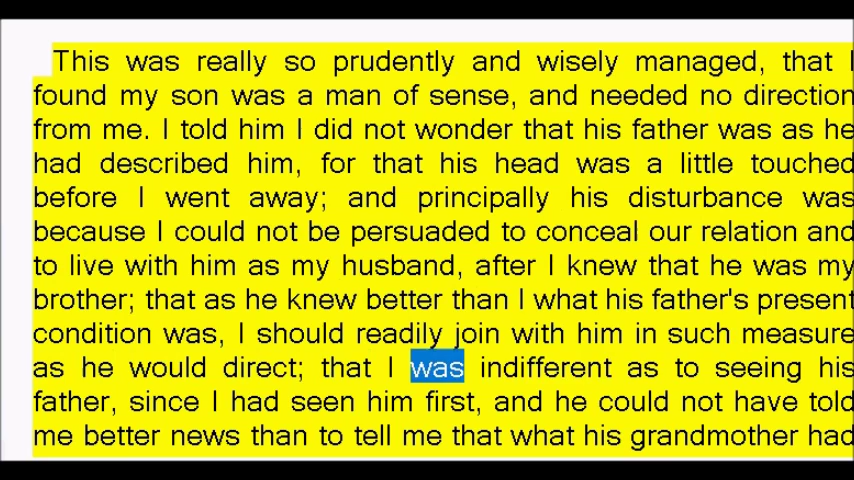 This was really so prudently and wisely managed, that I
found my son was a man of sense, and needed no direction
from me. I told him I did not wonder that his father was as he
had described him, for that his head was a little touched
before I went away; and principally his disturbance was
because I could not be persuaded to conceal our relation and
to live with him as my husband, after I knew that he was my
brother; that as he knew better than I what his father's present
condition was, I should readily join with him in such measure
as he would direct; that I was indifferent as to seeing his
father, since I had seen him first, and he could not have told
me better news than to tell me that what his grandmother had